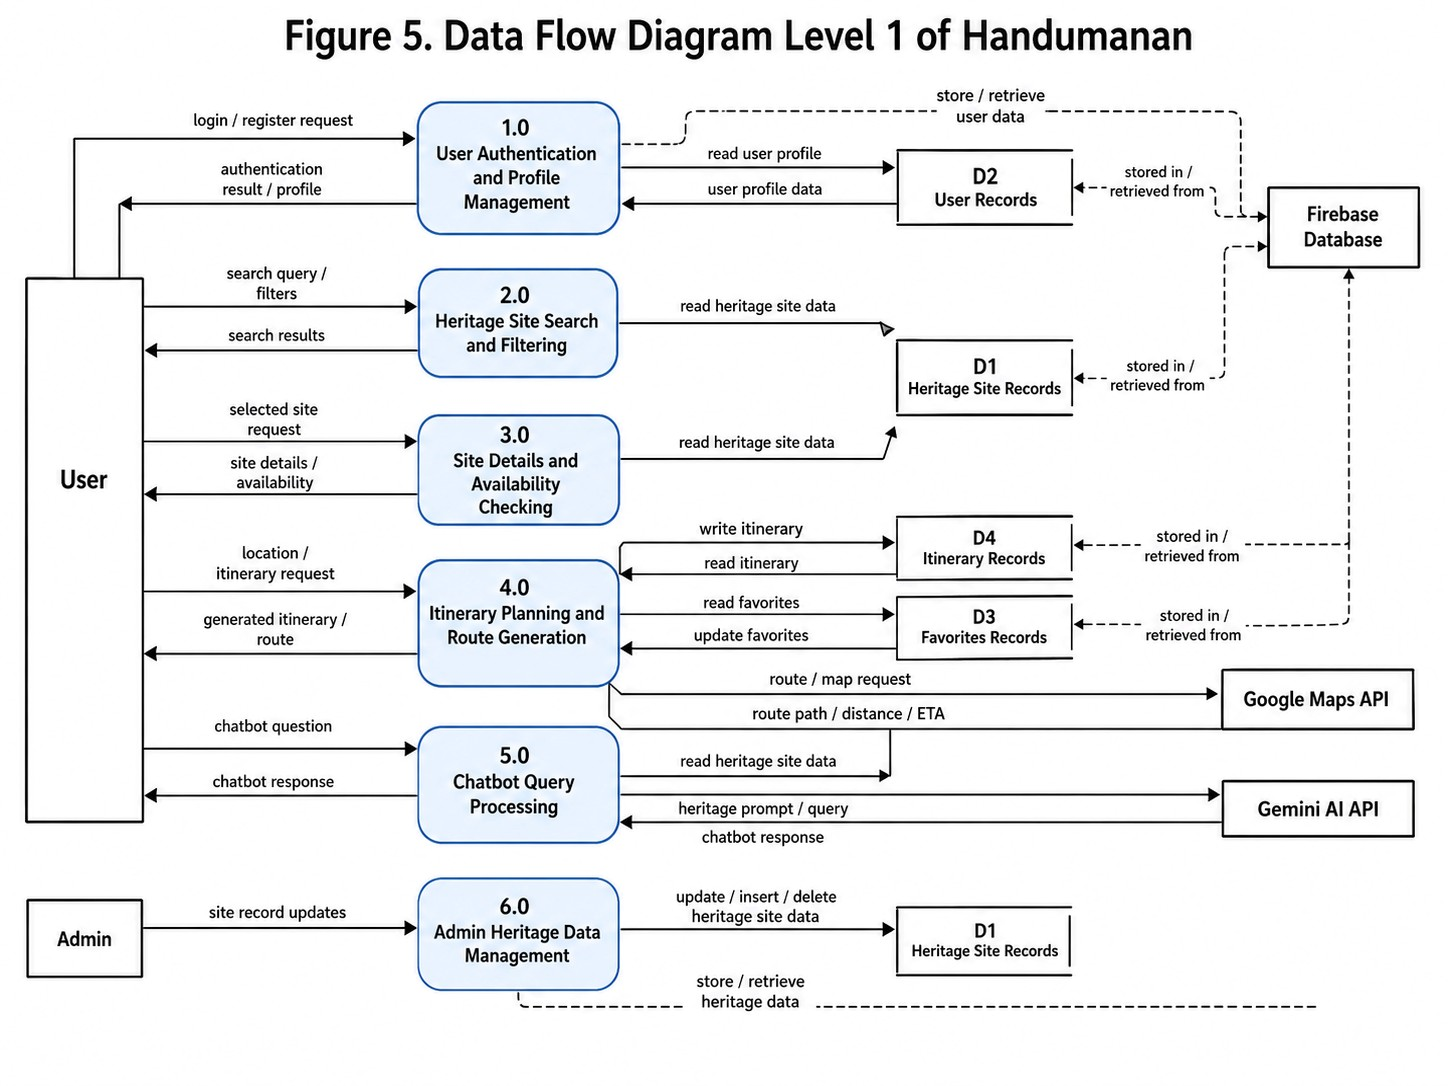 Figure 5. Data Flow Diagram Level 1 of Handumanan
store / retrieve
user data
login / register request
1.0
User Authentication
and Profile
Management
read user profile
D2
User Records
stored in /
retrieved from
authentication
result / profile
user profile data
Firebase
Database
search query /
filters
2.0
Heritage Site Search
and Filtering
read heritage site data
search results
D1
Heritage Site Records
stored in /
retrieved from
selected site
request
3.0
Site Details and
Availability
Checking
read heritage site data
User
site details /
availability
write itinerary
D4
Itinerary Records
stored in /
retrieved from
location /
itinerary request
read itinerary
4.0
Itinerary Planning and
Route Generation
read favorites
D3
Favorites Records
stored in /
retrieved from
generated itinerary /
route
update favorites
route / map request
Google Maps API
route path / distance / ETA
chatbot question
5.0
Chatbot Query
Processing
read heritage site data
chatbot response
heritage prompt / query
Gemini AI API
chatbot response
Admin
site record updates
6.0
Admin Heritage Data
Management
update / insert / delete
heritage site data
D1
Heritage Site Records
store / retrieve
heritage data